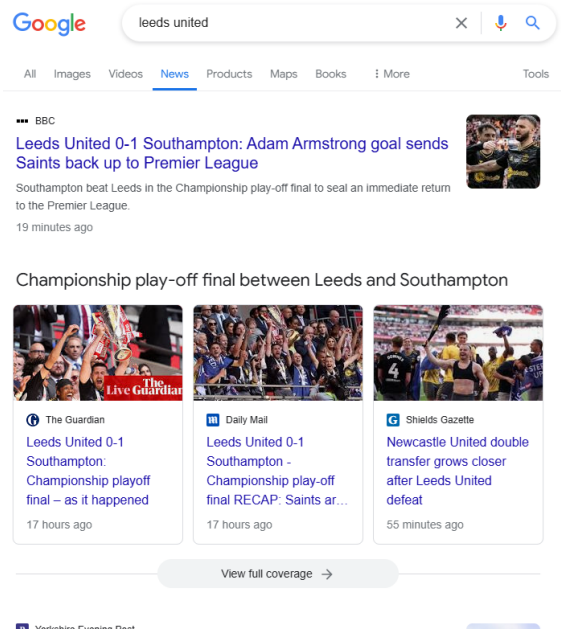 Google
leeds united
All Images Videos News Products Maps Books More Tools
BBC
Leeds United 0-1 Southampton: Adam Armstrong goal sends
Saints back up to Premier League
Southampton beat Leeds in the Championship play-off final to seal an immediate return
to the Premier League.
19 minutes ago
Championship play-off final between Leeds and Southampton
The
Live Guardian
The Guardian
Leeds United 0-1
Southampton:
Championship playoff
final – as it happened
17 hours ago
Daily Mail
Leeds United 0-1
Southampton -
Championship play-off
final RECAP: Saints ar...
17 hours ago
4
Shields Gazette
Newcastle United double
transfer grows closer
after Leeds United
defeat
55 minutes ago
View full coverage
Yorkshire Evening Post